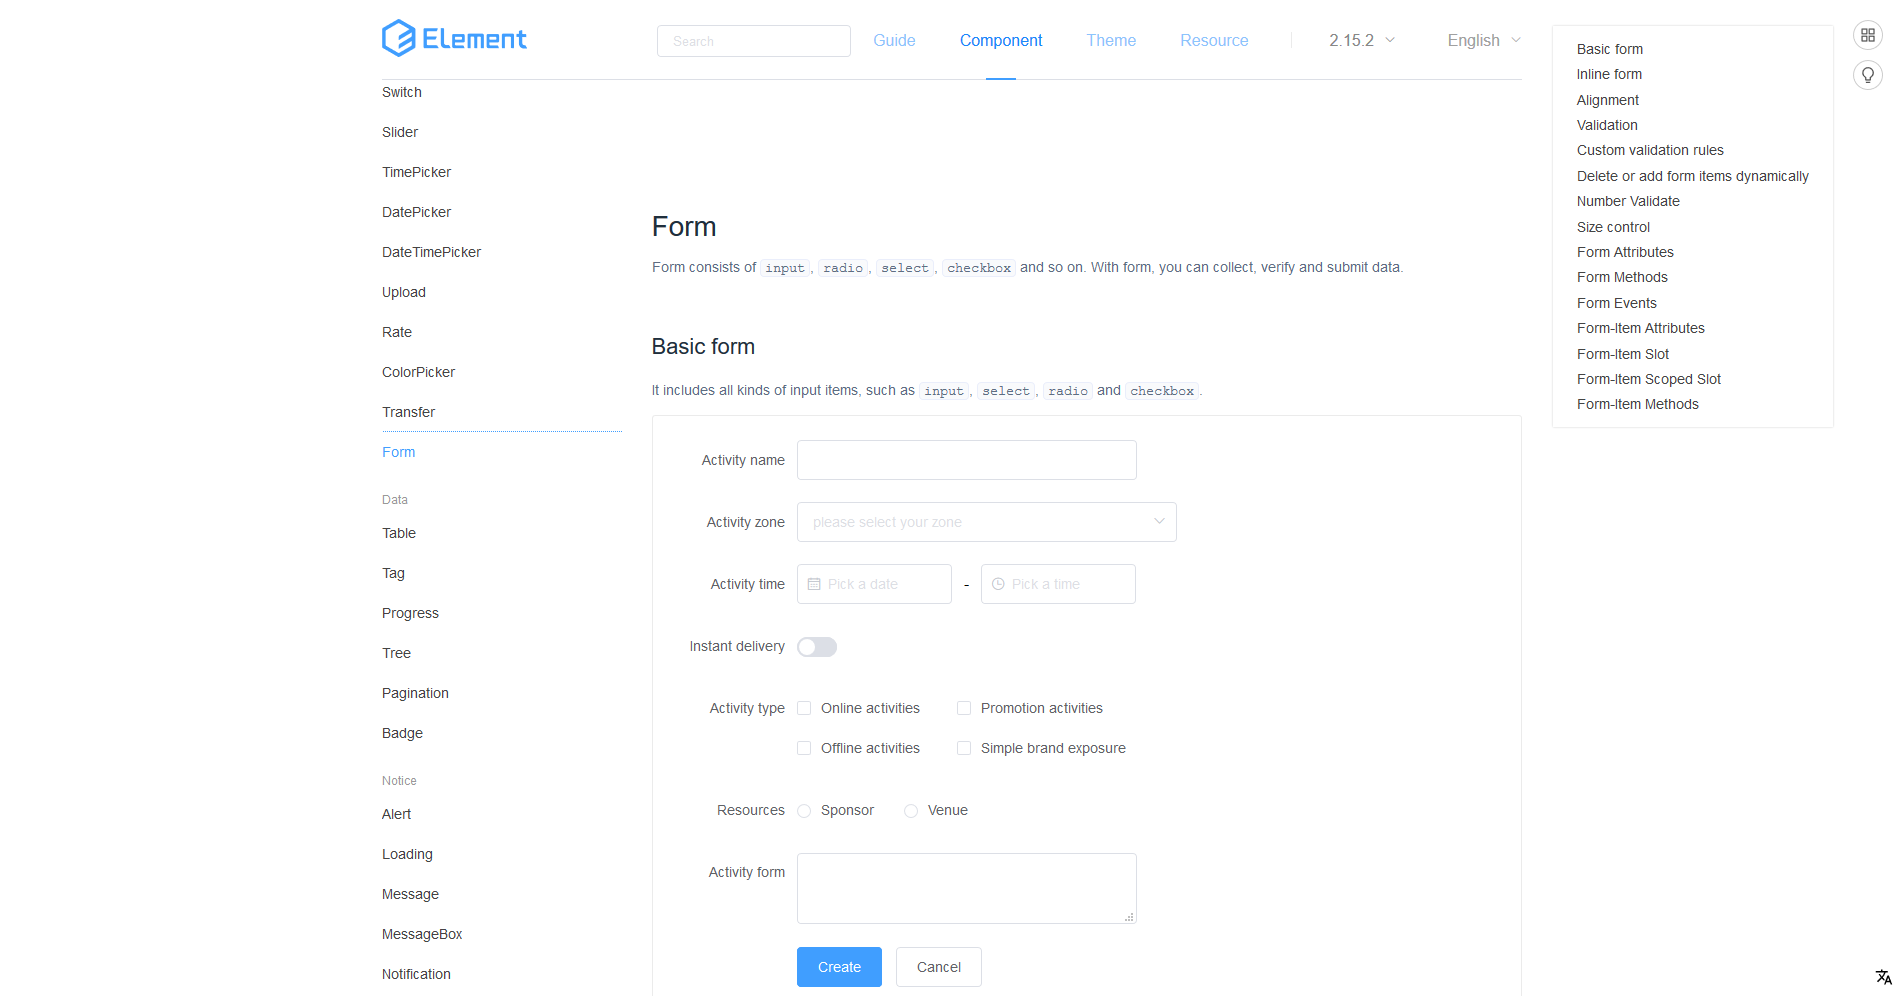 Element
Search
Guide
Component
Theme
Resource
2.15.2
English
Switch
Slider
TimePicker
DatePicker
DateTimePicker
Upload
Rate
ColorPicker
Transfer
Form
Data
Table
Tag
Progress
Tree
Pagination
Badge
Notice
Alert
Loading
Message
MessageBox
Notification
Form
Form consists of input, radio, select, checkbox and so on. With form, you can collect, verify and submit data.
Basic form
It includes all kinds of input items, such as input, select, radio and checkbox.
Activity name
Activity zone please select your zone
Activity time Pick a date - Pick a time
Instant delivery
Activity type Online activities Promotion activities
Offline activities Simple brand exposure
Resources Sponsor Venue
Activity form
Create Cancel
Basic form
Inline form
Alignment
Validation
Custom validation rules
Delete or add form items dynamically
Number Validate
Size control
Form Attributes
Form Methods
Form Events
Form-Item Attributes
Form-Item Slot
Form-Item Scoped Slot
Form-Item Methods